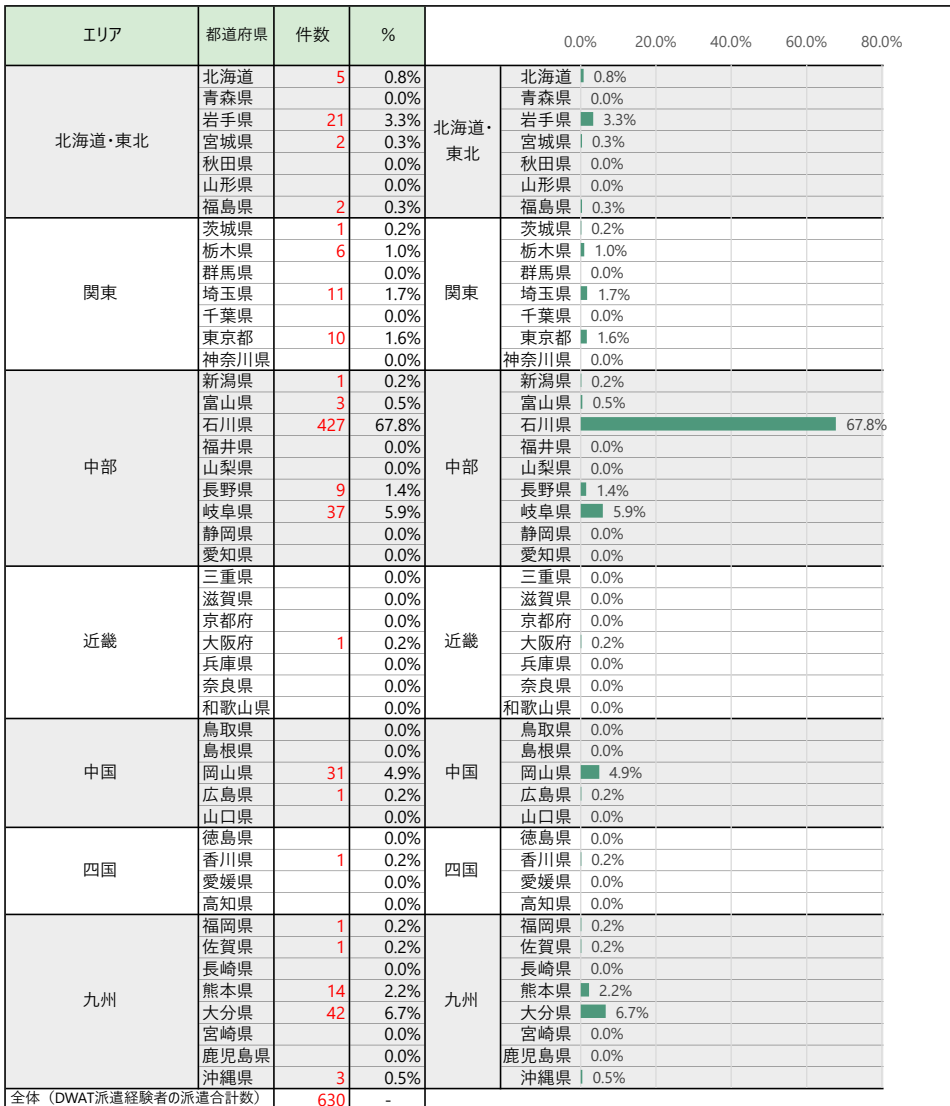 エリア 都道府県 件数 % 0.0% 20.0% 40.0% 60.0% 80.0%
北海道・東北 北海道・東北
北海道 5 0.8% 北海道 0.8%
青森県 0.0% 青森県 0.0%
岩手県 21 3.3% 岩手県 3.3%
宮城県 2 0.3% 宮城県 0.3%
秋田県 0.0% 秋田県 0.0%
山形県 0.0% 山形県 0.0%
福島県 2 0.3% 福島県 0.3%
関東 関東
茨城県 1 0.2% 茨城県 0.2%
栃木県 6 1.0% 栃木県 1.0%
群馬県 0.0% 群馬県 0.0%
埼玉県 11 1.7% 埼玉県 1.7%
千葉県 0.0% 千葉県 0.0%
東京都 10 1.6% 東京都 1.6%
神奈川県 0.0% 神奈川県 0.0%
中部 中部
新潟県 1 0.2% 新潟県 0.2%
富山県 3 0.5% 富山県 0.5%
石川県 427 67.8% 石川県 67.8%
福井県 0.0% 福井県 0.0%
山梨県 0.0% 山梨県 0.0%
長野県 9 1.4% 長野県 1.4%
岐阜県 37 5.9% 岐阜県 5.9%
静岡県 0.0% 静岡県 0.0%
愛知県 0.0% 愛知県 0.0%
近畿 近畿
三重県 0.0% 三重県 0.0%
滋賀県 0.0% 滋賀県 0.0%
京都府 0.0% 京都府 0.0%
大阪府 1 0.2% 大阪府 0.2%
兵庫県 0.0% 兵庫県 0.0%
奈良県 0.0% 奈良県 0.0%
和歌山県 0.0% 和歌山県 0.0%
中国 中国
鳥取県 0.0% 鳥取県 0.0%
島根県 0.0% 島根県 0.0%
岡山県 31 4.9% 岡山県 4.9%
広島県 1 0.2% 広島県 0.2%
山口県 0.0% 山口県 0.0%
四国 四国
徳島県 0.0% 徳島県 0.0%
香川県 1 0.2% 香川県 0.2%
愛媛県 0.0% 愛媛県 0.0%
高知県 0.0% 高知県 0.0%
九州 九州
福岡県 1 0.2% 福岡県 0.2%
佐賀県 1 0.2% 佐賀県 0.2%
長崎県 0.0% 長崎県 0.0%
熊本県 14 2.2% 熊本県 2.2%
大分県 42 6.7% 大分県 6.7%
宮崎県 0.0% 宮崎県 0.0%
鹿児島県 0.0% 鹿児島県 0.0%
沖縄県 3 0.5% 沖縄県 0.5%
全体（DWAT派遣経験者の派遣合計数） 630 -